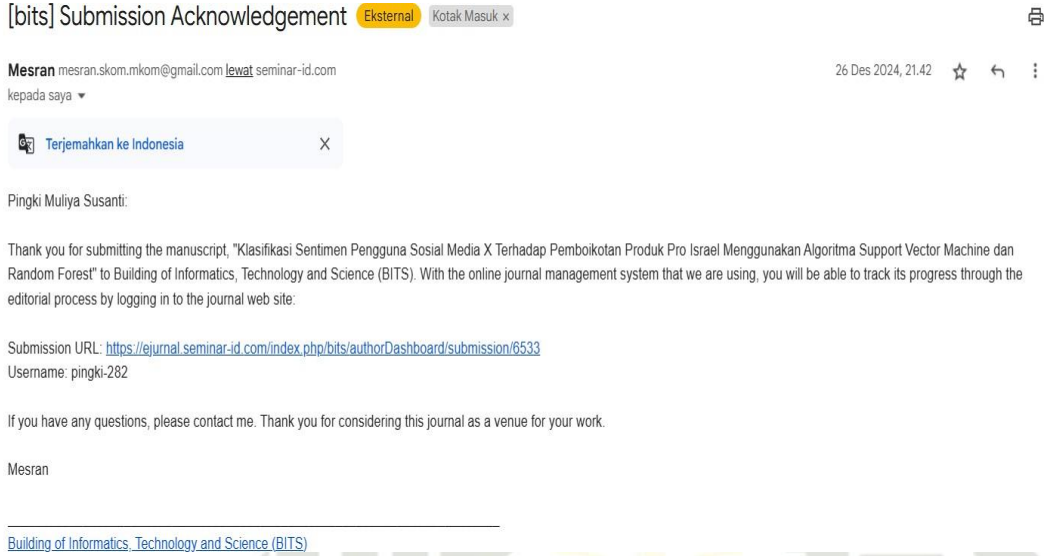 [bits] Submission Acknowledgement Eksternal Kotak Masuk ×
Mesran mesran.skom.mkom@gmail.com lewat seminar-id.com 26 Des 2024, 21.42
kepada saya
Terjemahkan ke Indonesia X
Pingki Muliya Susanti:
Thank you for submitting the manuscript, "Klasifikasi Sentimen Pengguna Sosial Media X Terhadap Pemboikotan Produk Pro Israel Menggunakan Algoritma Support Vector Machine dan
Random Forest" to Building of Informatics, Technology and Science (BITS). With the online journal management system that we are using, you will be able to track its progress through the
editorial process by logging in to the journal web site:
Submission URL: https://ejurnal.seminar-id.com/index.php/bits/authorDashboard/submission/6533
Username: pingki-282
If you have any questions, please contact me. Thank you for considering this journal as a venue for your work.
Mesran
Building of Informatics, Technology and Science (BITS)